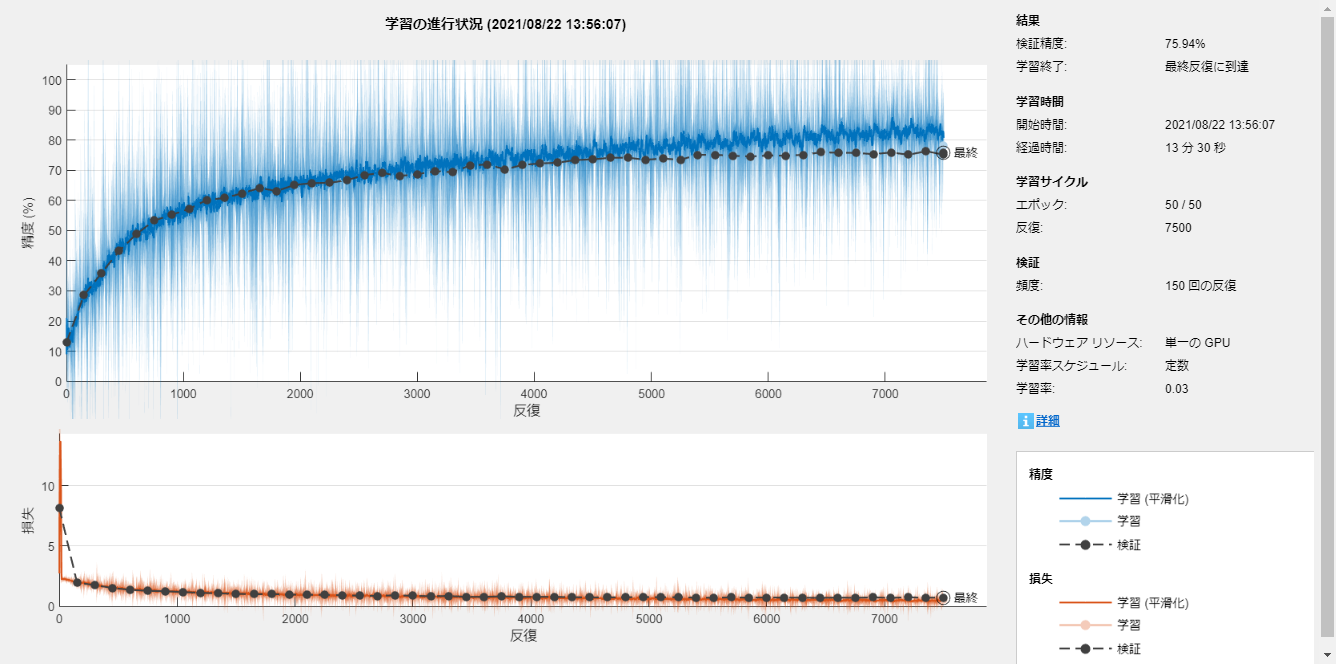 学習の進行状況 (2021/08/22 13:56:07)
100
90
80
70
60
50
40
30
20
10
0
精度 (%)
0 1000 2000 3000 4000 5000 6000 7000
反復
最終
10
5
0
損失
0 1000 2000 3000 4000 5000 6000 7000
反復
最終
結果
検証精度: 75.94%
学習終了: 最終反復に到達
学習時間
開始時間: 2021/08/22 13:56:07
経過時間: 13 分 30 秒
学習サイクル
エポック: 50 / 50
反復: 7500
検証
頻度: 150 回の反復
その他の情報
ハードウェア リソース: 単一の GPU
学習率スケジュール: 定数
学習率: 0.03
i 詳細
精度
学習 (平滑化)
学習
検証
損失
学習 (平滑化)
学習
検証